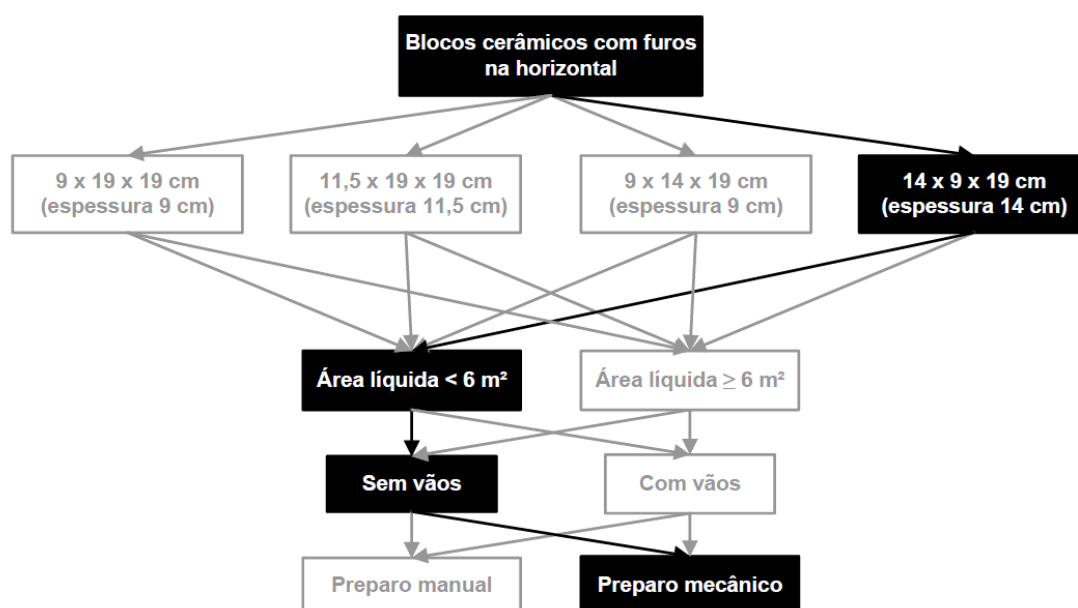 Blocos cerâmicos com furos
na horizontal
9 x 19 x 19 cm
(espessura 9 cm)
11,5 x 19 x 19 cm
(espessura 11,5 cm)
9 x 14 x 19 cm
(espessura 9 cm)
14 x 9 x 19 cm
(espessura 14 cm)
Área líquida < 6 m²
Área líquida ≥ 6 m²
Sem vãos
Com vãos
Preparo manual
Preparo mecânico